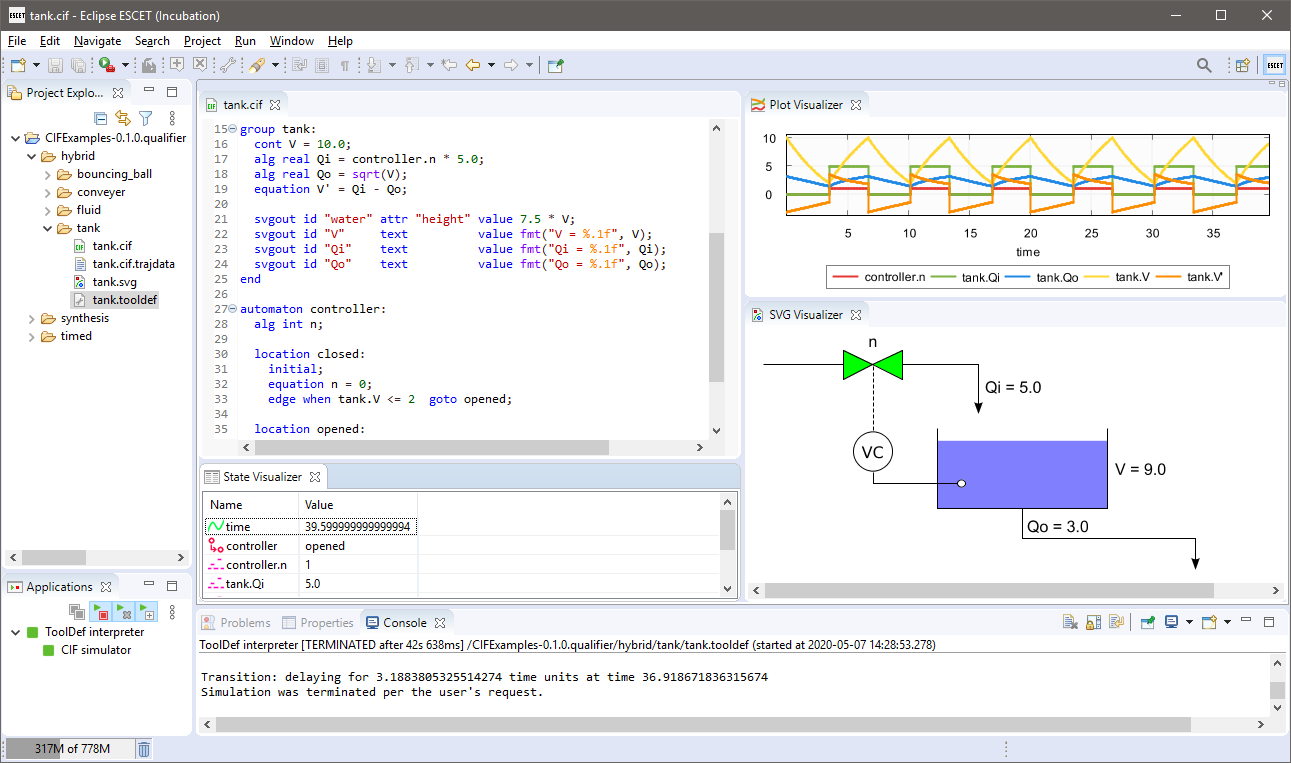 ESCET tank.cif - Eclipse ESCET (Incubation)
File Edit Navigate Search Project Run Window Help
ESCET
Project Explo...
CIFExamples-0.1.0.qualifier
hybrid
bouncing_ball
conveyer
fluid
tank
tank.cif
tank.cif.trajdata
tank.svg
tank.tooldef
synthesis
timed
tank.cif
15 group tank:
16 cont V = 10.0;
17 alg real Qi = controller.n * 5.0;
18 alg real Qo = sqrt(V);
19 equation V' = Qi - Qo;
20
21 svgout id "water" attr "height" value 7.5 * V;
22 svgout id "V" text value fmt("V = %.1f", V);
23 svgout id "Qi" text value fmt("Qi = %.1f", Qi);
24 svgout id "Qo" text value fmt("Qo = %.1f", Qo);
25 end
26
27 automaton controller:
28 alg int n;
29
30 location closed:
31 initial;
32 equation n = 0;
33 edge when tank.V <= 2 goto opened;
34
35 location opened:
Plot Visualizer
10
5
0
5 10 15 20 25 30 35
time
controller.n tank.Qi tank.Qo tank.V tank.V'
SVG Visualizer
n
Qi = 5.0
VC
V = 9.0
Qo = 3.0
State Visualizer
Name Value
time 39.599999999999994
controller opened
controller.n 1
tank.Qi 5.0
Applications
ToolDef interpreter
CIF simulator
Problems Properties Console
ToolDef interpreter [TERMINATED after 42s 638ms] /CIFExamples-0.1.0.qualifier/hybrid/tank/tank.tooldef (started at 2020-05-07 14:28:53.278)
Transition: delaying for 3.1883805325514274 time units at time 36.918671836315674
Simulation was terminated per the user's request.
317M of 778M